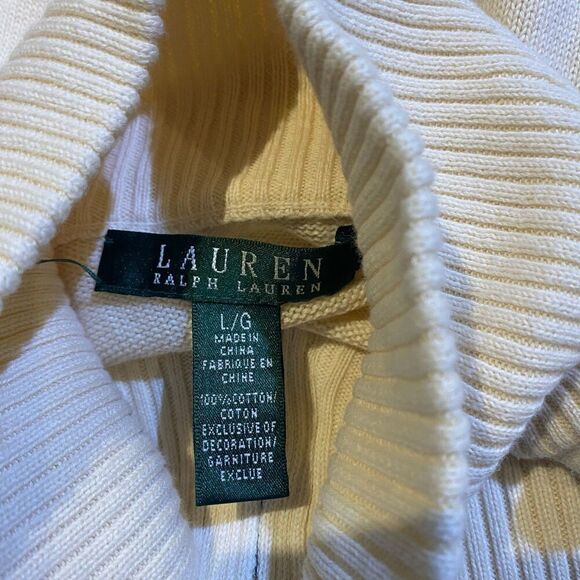 LAUREN
RALPH LAUREN
L/G
MADE IN
CHINA
FABRIQUE EN
CHINE
100% COTTON/
COTON
EXCLUSIVE OF
DECORATION/
GARNITURE
EXCLUE